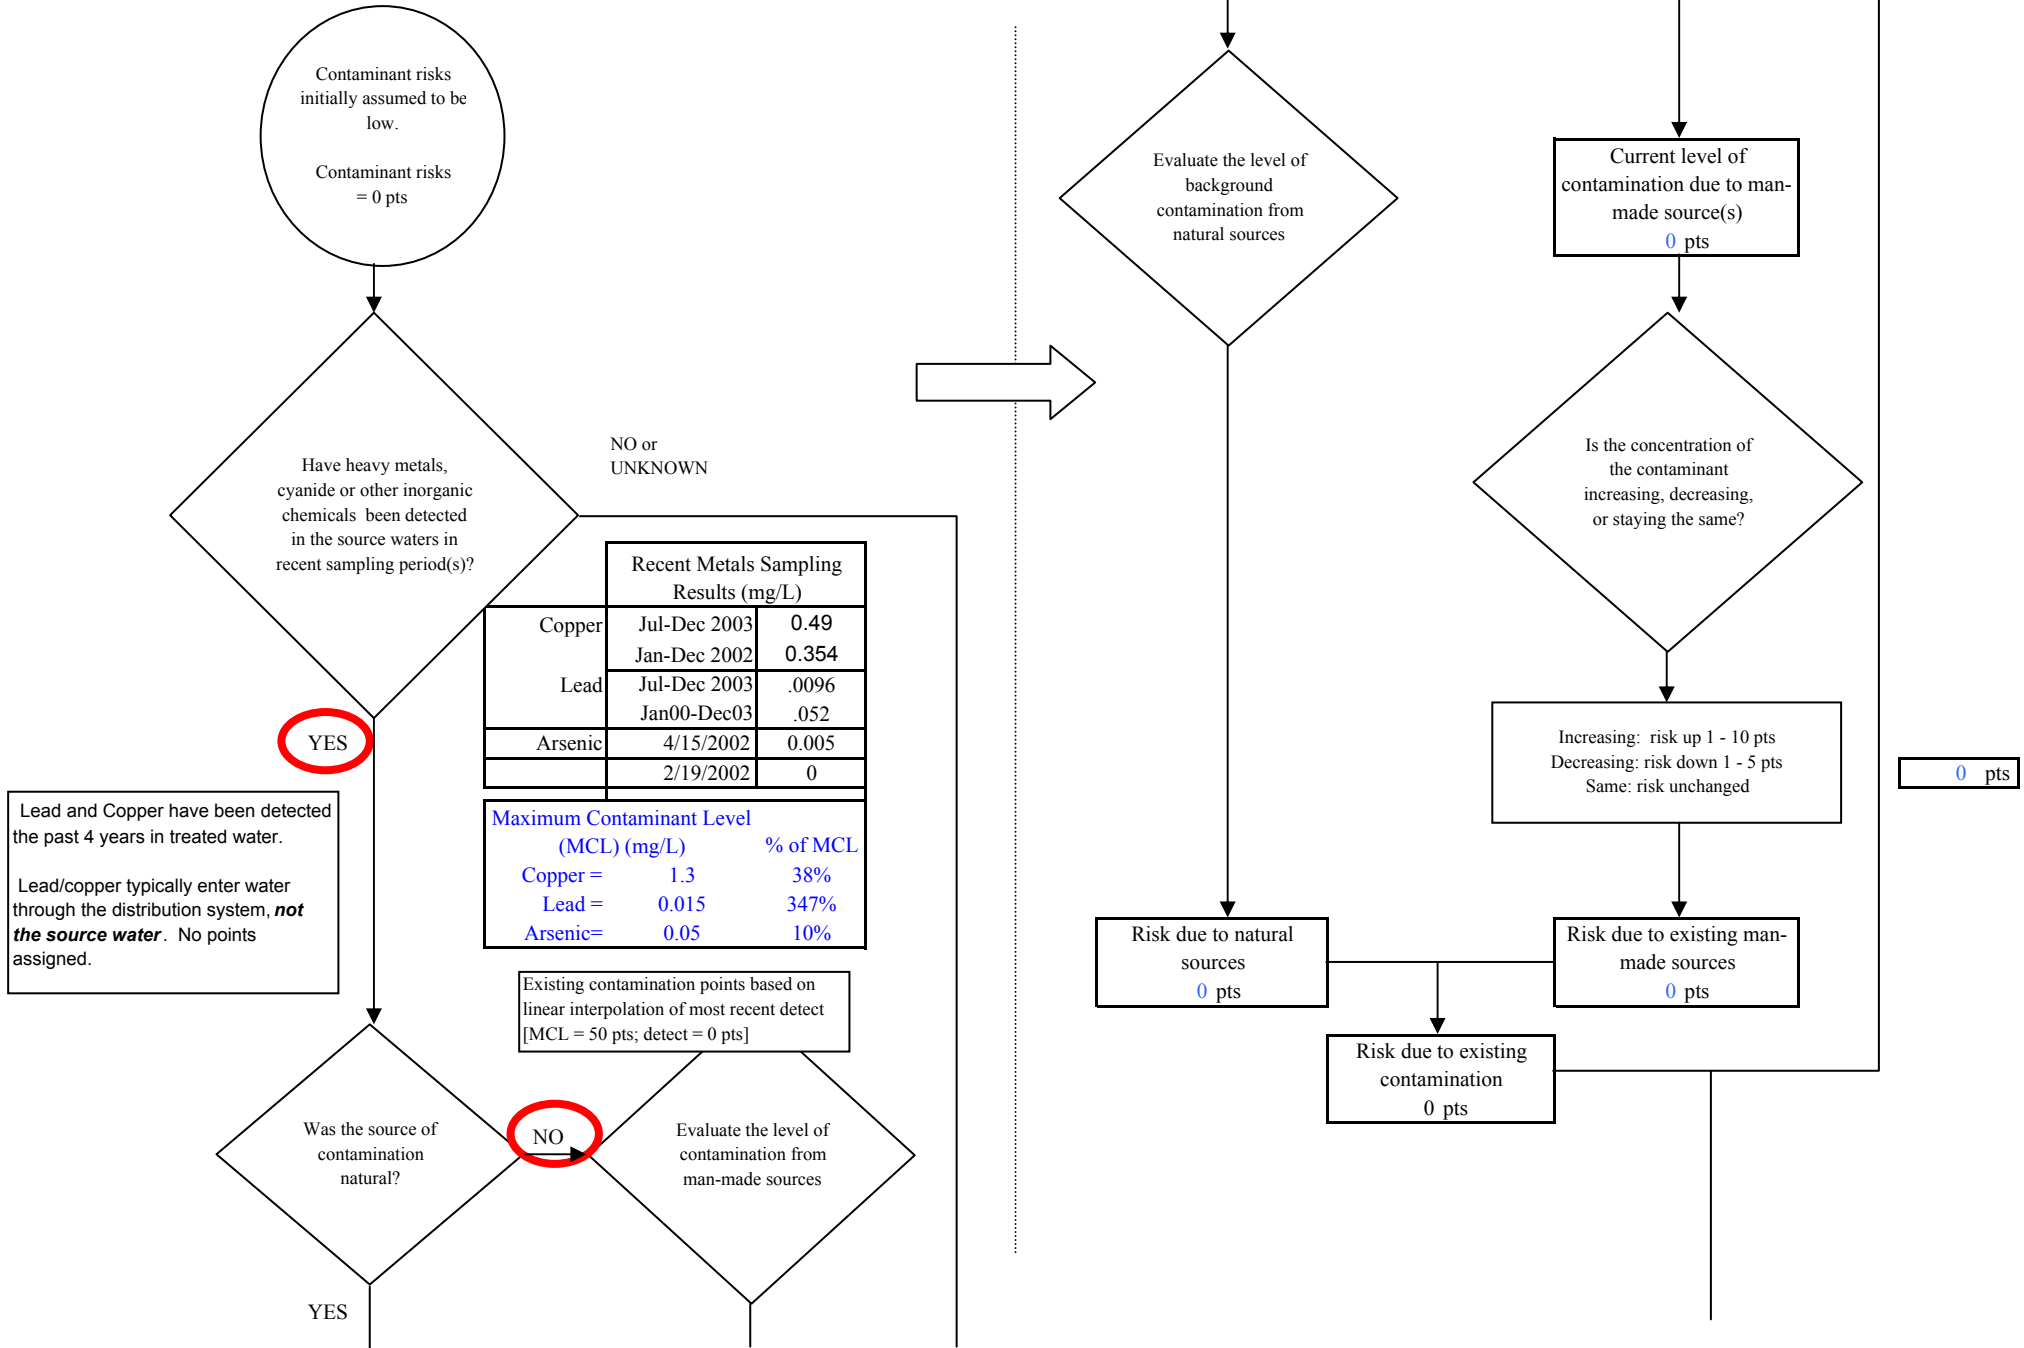 Contaminant risks
initially assumed to be
low.
Contaminant risks
= 0 pts
Have heavy metals,
cyanide or other inorganic
chemicals been detected
in the source waters in
recent sampling period(s)?
NO or
UNKNOWN
YES
Recent Metals Sampling
Results (mg/L)
Copper Jul-Dec 2003 0.49
Jan-Dec 2002 0.354
Lead Jul-Dec 2003 .0096
Jan00-Dec03 .052
Arsenic 4/15/2002 0.005
2/19/2002 0
Maximum Contaminant Level
(MCL) (mg/L) % of MCL
Copper = 1.3 38%
Lead = 0.015 347%
Arsenic= 0.05 10%
Lead and Copper have been detected
the past 4 years in treated water.
Lead/copper typically enter water
through the distribution system, not
the source water. No points
assigned.
Existing contamination points based on
linear interpolation of most recent detect
[MCL = 50 pts; detect = 0 pts]
Was the source of
contamination
natural?
NO
Evaluate the level of
contamination from
man-made sources
YES
Evaluate the level of
background
contamination from
natural sources
Current level of
contamination due to man-
made source(s)
0 pts
Is the concentration of
the contaminant
increasing, decreasing,
or staying the same?
Increasing: risk up 1 - 10 pts
Decreasing: risk down 1 - 5 pts
Same: risk unchanged
0 pts
Risk due to natural
sources
0 pts
Risk due to existing man-
made sources
0 pts
Risk due to existing
contamination
0 pts